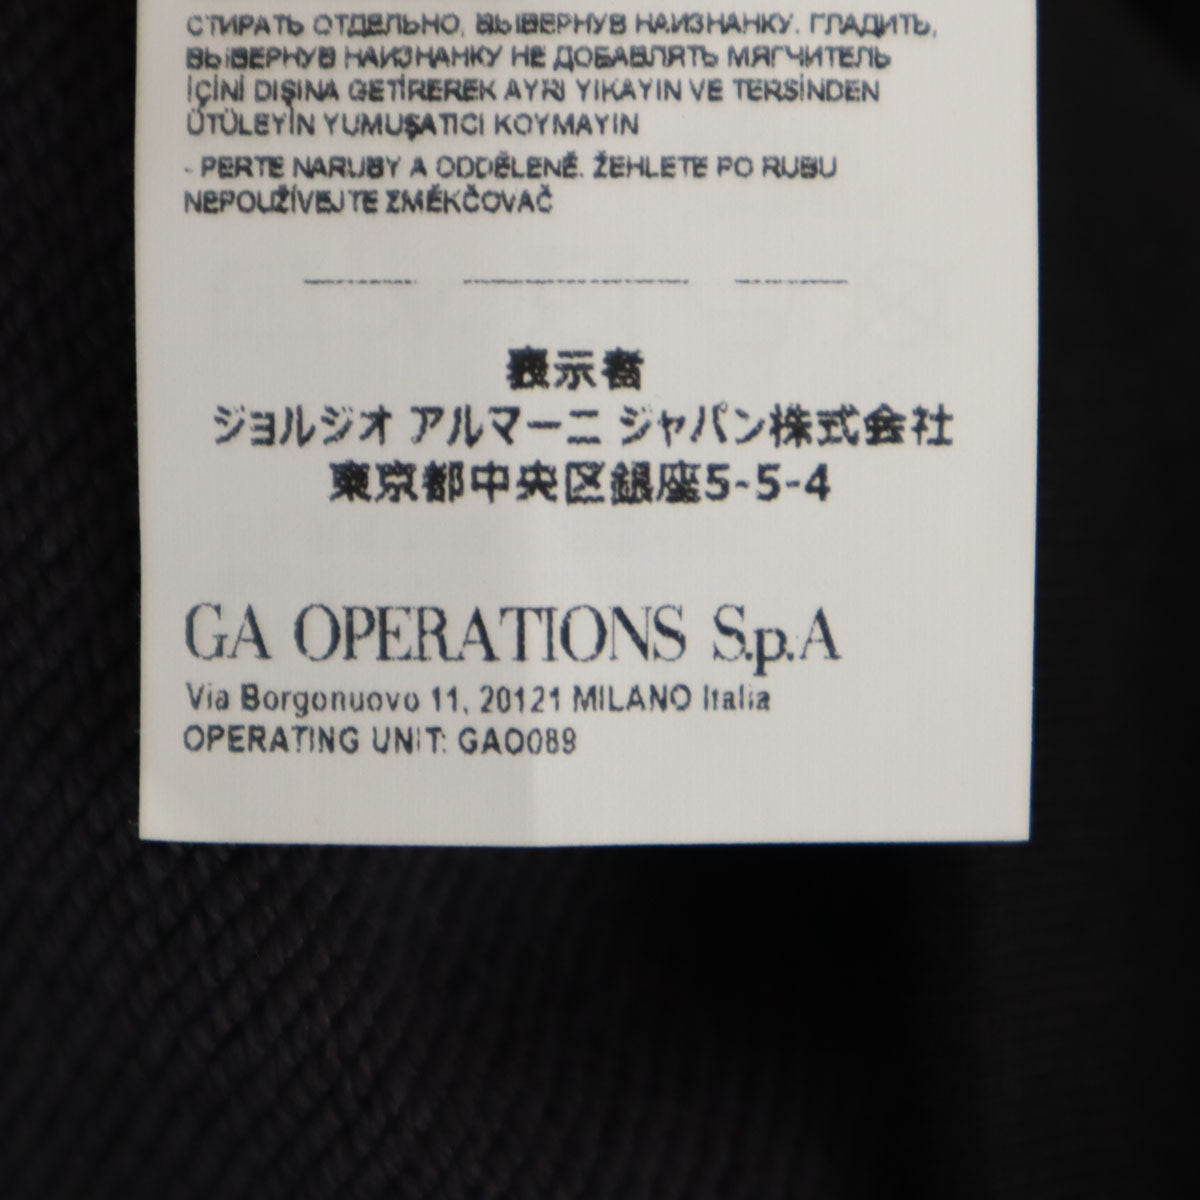 СТИРАТЬ ОТДЕЛЬНО, ВЫВЕРНУВ НАИЗНАНКУ. ГЛАДИТЬ,
ВЫВЕРНУВ НАИЗНАНКУ НЕ ДОБАВЛЯТЬ МЯГЧИТЕЛЬ
İÇİNİ DIŞINA GETİREREK AYRI YIKAYIN VE TERSİNDEN
ÜTÜLEYİN YUMUŞATICI KOYMAYIN
- PERTE NARUBY A ODDĚLENĚ. ŽEHLETE PO RUBU
NEPOUŽÍVEJTE ZMĚKČOVAČ
表示者
ジョルジオ アルマーニ ジャパン株式会社
東京都中央区銀座5-5-4
GA OPERATIONS S.p.A
Via Borgonuovo 11, 20121 MILANO Italia
OPERATING UNIT: GAO089